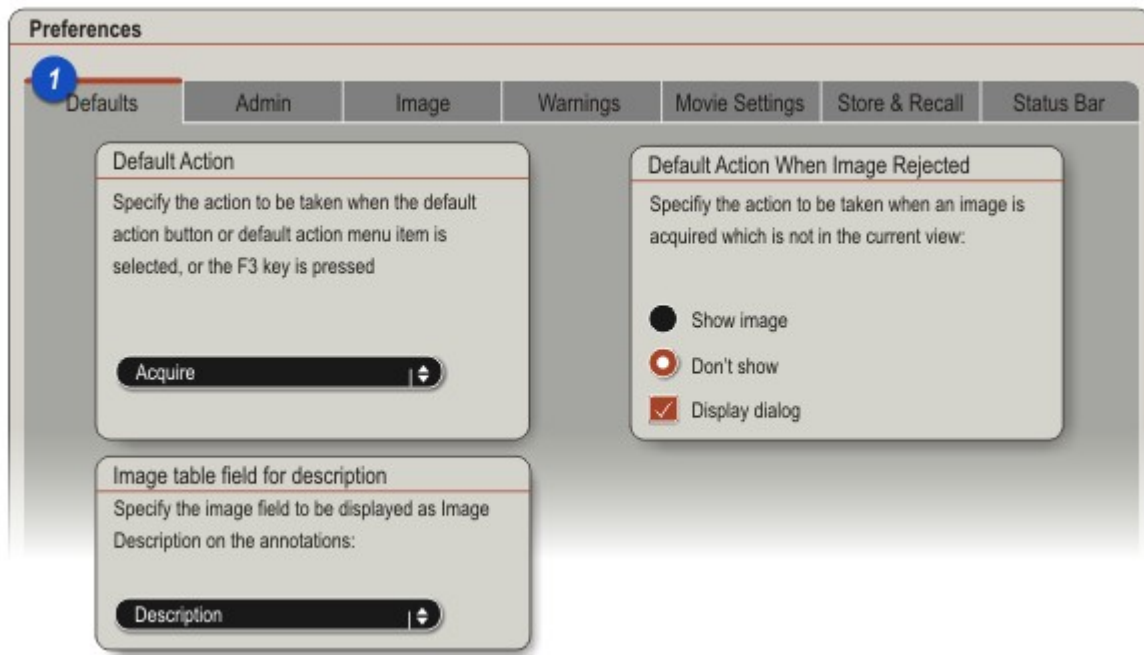 Preferences
1
Defaults
Admin
Image
Warnings
Movie Settings
Store & Recall
Status Bar
Default Action
Specify the action to be taken when the default
action button or default action menu item is
selected, or the F3 key is pressed
Acquire
Default Action When Image Rejected
Specifiy the action to be taken when an image is
acquired which is not in the current view:
Show image
Don't show
Display dialog
Image table field for description
Specify the image field to be displayed as Image
Description on the annotations:
Description